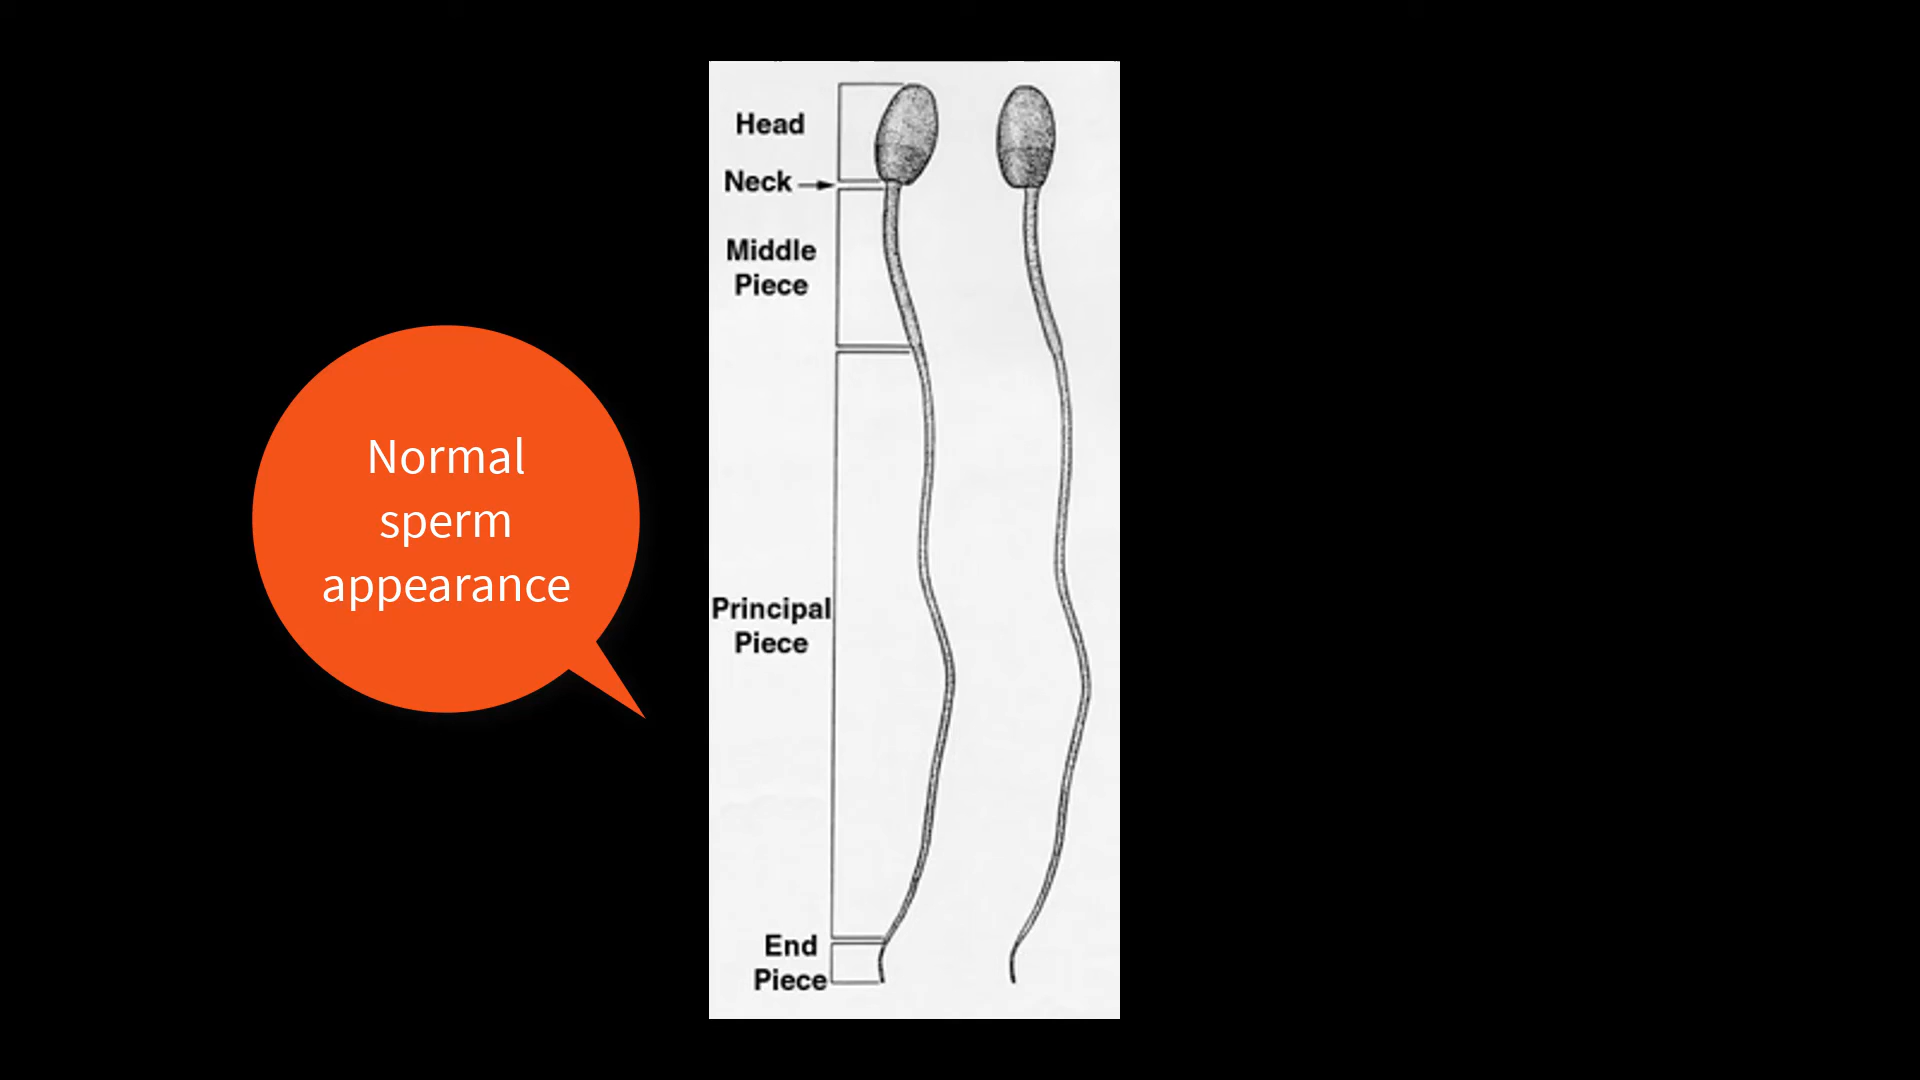 Normal
sperm
appearance
Head
Neck
Middle
Piece
Principal
Piece
End
Piece